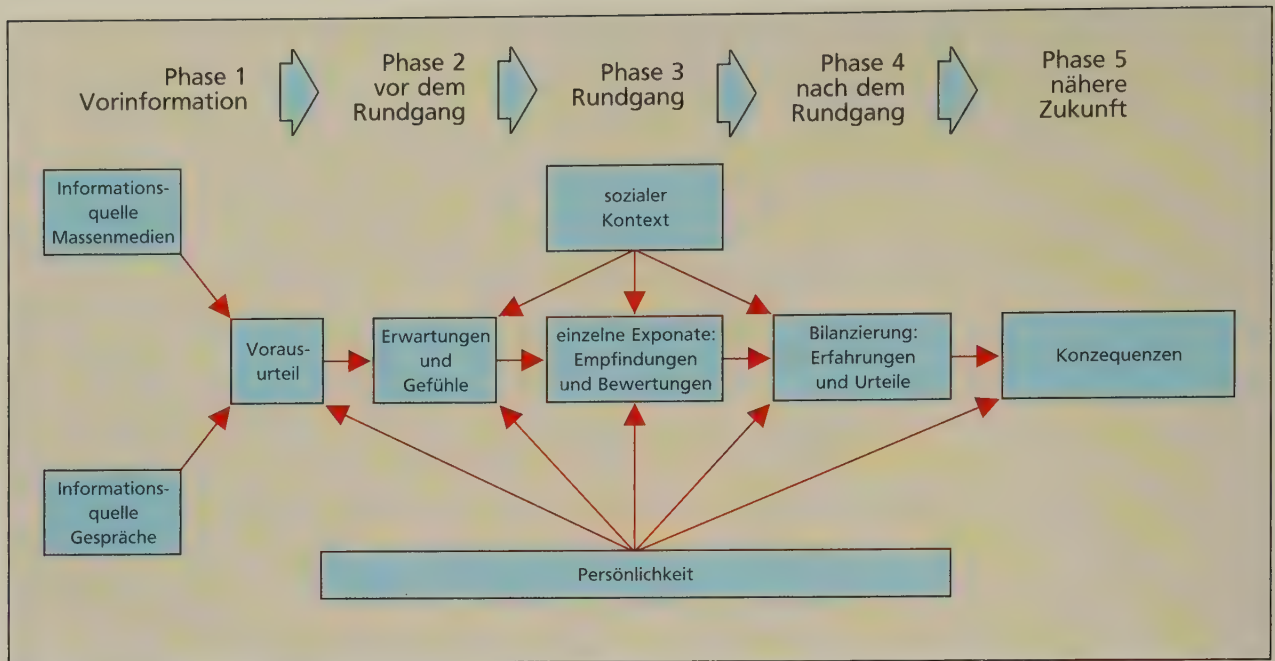 Phase 1
Vorinformation
Phase 2
vor dem
Rundgang
Phase 3
Rundgang
Phase 4
nach dem
Rundgang
Phase 5
nähere
Zukunft
Informations-
quelle
Massenmedien
sozialer
Kontext
Voraus-
urteil
Erwartungen
und
Gefühle
einzelne Exponate:
Empfindungen
und Bewertungen
Bilanzierung:
Erfahrungen
und Urteile
Konzequenzen
Informations-
quelle
Gespräche
Persönlichkeit